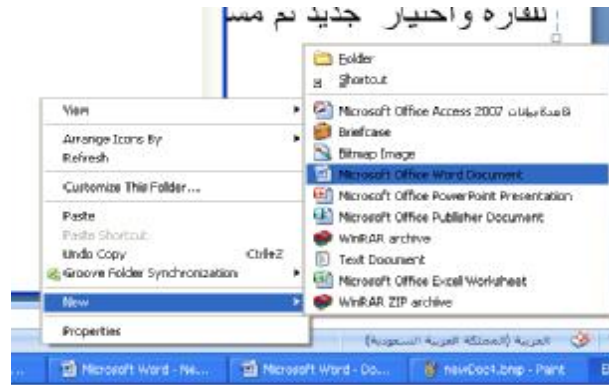 للفارة واختيار جديد ثم مس
Folder
Shortcut
Microsoft Office Access 2007 قاعدة بيانات
Briefcase
Bitmap Image
Microsoft Office Word Document
Microsoft Office PowerPoint Presentation
Microsoft Office Publisher Document
WinRAR archive
Text Document
Microsoft Office Excel Worksheet
WinRAR ZIP archive
View
Arrange Icons By
Refresh
Customize This Folder...
Paste
Paste Shortcut
Undo Copy Ctrl+Z
Groove Folder Synchronization
New
Properties
العربية (المملكة العربية السعودية)
... Microsoft Word - Ne... Microsoft Word - Do... newDoc4.bmp - Paint E